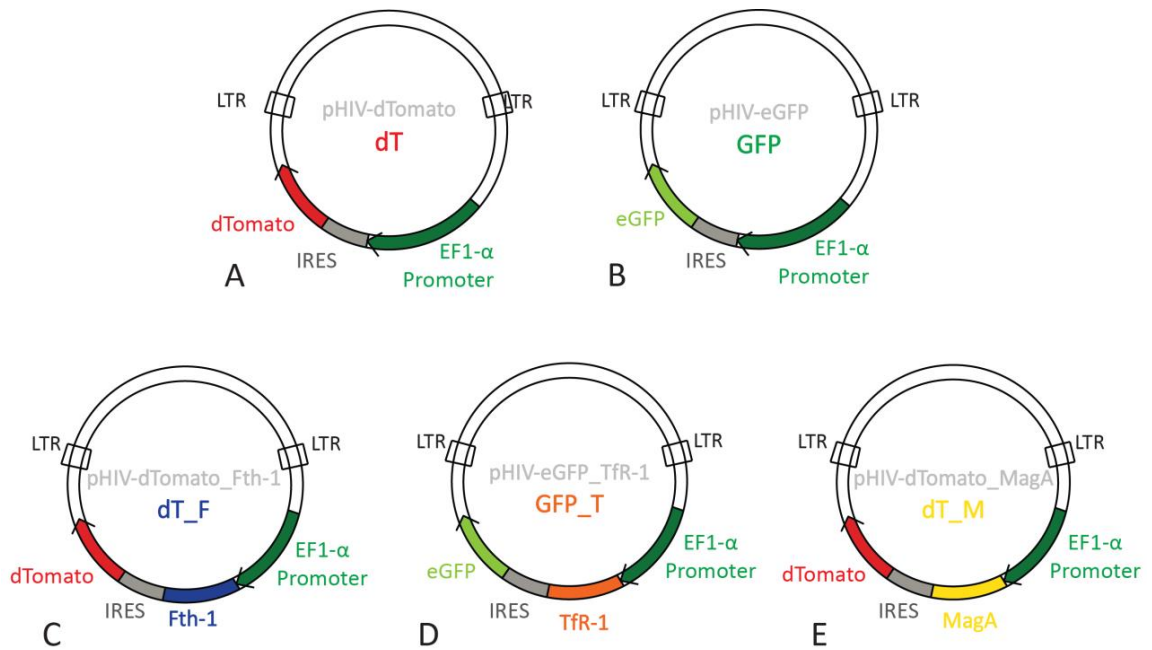 LTR
LTR
pHIV-dTomato
dT
dTomato
IRES
EF1-α
Promoter
A
LTR
LTR
pHIV-eGFP
GFP
eGFP
IRES
EF1-α
Promoter
B
LTR
LTR
pHIV-dTomato_Fth-1
dT_F
dTomato
IRES
Fth-1
EF1-α
Promoter
C
LTR
LTR
pHIV-eGFP_TfR-1
GFP_T
eGFP
IRES
TfR-1
EF1-α
Promoter
D
LTR
LTR
pHIV-dTomato_MagA
dT_M
dTomato
IRES
MagA
EF1-α
Promoter
E